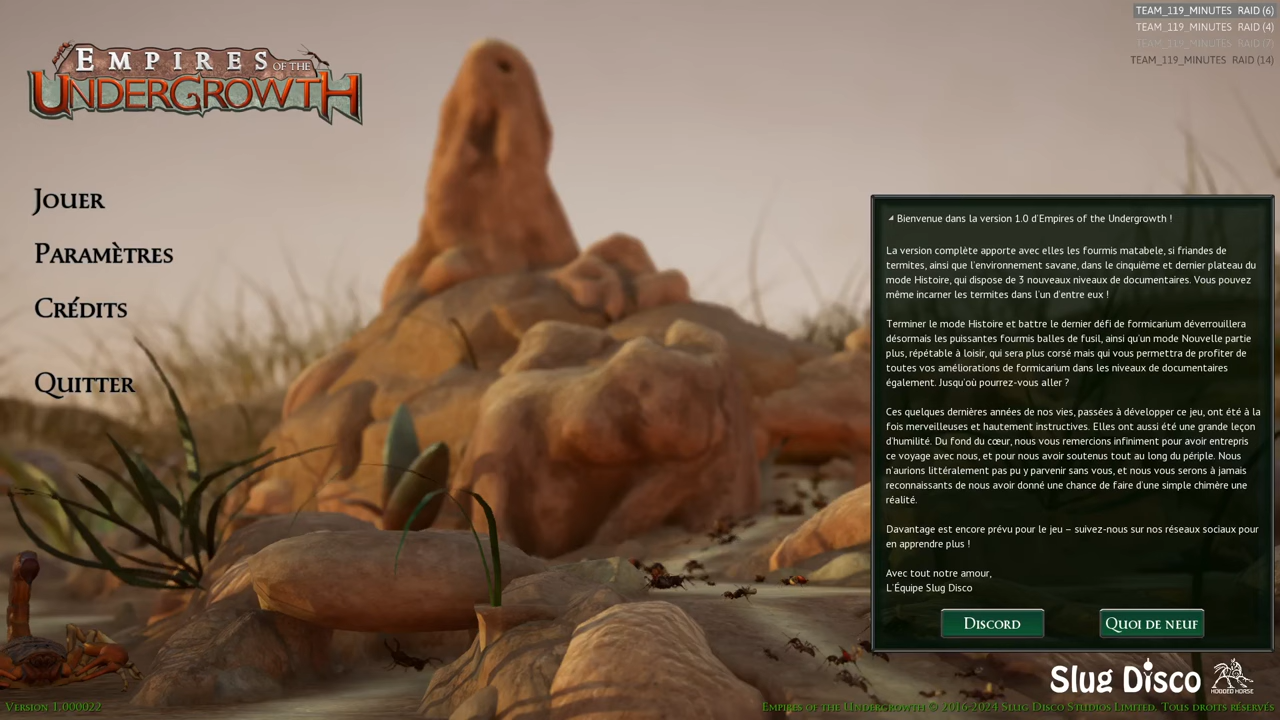 TEAM_119_MINUTES RAID (6)
TEAM_119_MINUTES RAID (4)
TEAM_119_MINUTES RAID (7)
TEAM_119_MINUTES RAID (14)
EMPIRES OF THE
UNDERGROWTH
JOUER
PARAMÈTRES
CRÉDITS
QUITTER
Bienvenue dans la version 1.0 d'Empires of the Undergrowth !
La version complète apporte avec elles les fourmis matabele, si friandes de
termites, ainsi que l'environnement savane, dans le cinquième et dernier plateau du
mode Histoire, qui dispose de 3 nouveaux niveaux de documentaires. Vous pouvez
même incarner les termites dans l'un d'entre eux !
Terminer le mode Histoire et battre le dernier défi de formicarium déverrouillera
désormais les puissantes fourmis balles de fusil, ainsi qu'un mode Nouvelle partie
plus, répétable à loisir, qui sera plus corsé mais qui vous permettra de profiter de
toutes vos améliorations de formicarium dans les niveaux de documentaires
également. Jusqu'où pourrez-vous aller ?
Ces quelques dernières années de nos vies, passées à développer ce jeu, ont été à la
fois merveilleuses et hautement instructives. Elles ont aussi été une grande leçon
d'humilité. Du fond du cœur, nous vous remercions infiniment pour avoir entrepris
ce voyage avec nous, et pour nous avoir soutenus tout au long du périple. Nous
n'aurions littéralement pas pu y parvenir sans vous, et nous vous serons à jamais
reconnaissants de nous avoir donné une chance de faire d'une simple chimère une
réalité.
Davantage est encore prévu pour le jeu – suivez-nous sur nos réseaux sociaux pour
en apprendre plus !
Avec tout notre amour,
L'Équipe Slug Disco
DISCORD
QUOI DE NEUF
Slug Disco
HOODED HORSE
VERSION 1.000022
EMPIRES OF THE UNDERGROWTH © 2016-2024 SLUG DISCO STUDIOS LIMITED. TOUS DROITS RÉSERVÉS